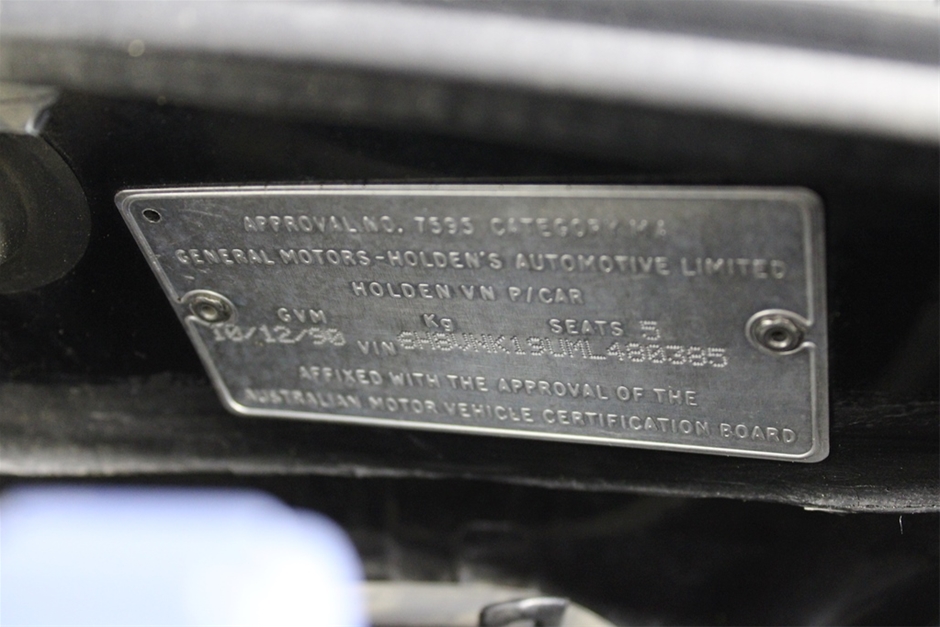 APPROVAL NO. 7595 CATEGORY MA
GENERAL MOTORS-HOLDEN'S AUTOMOTIVE LIMITED
HOLDEN VN P/CAR
GVM Kg SEATS 5
10/12/90 VIN 6H8VNK19UML480385
AFFIXED WITH THE APPROVAL OF THE
AUSTRALIAN MOTOR VEHICLE CERTIFICATION BOARD